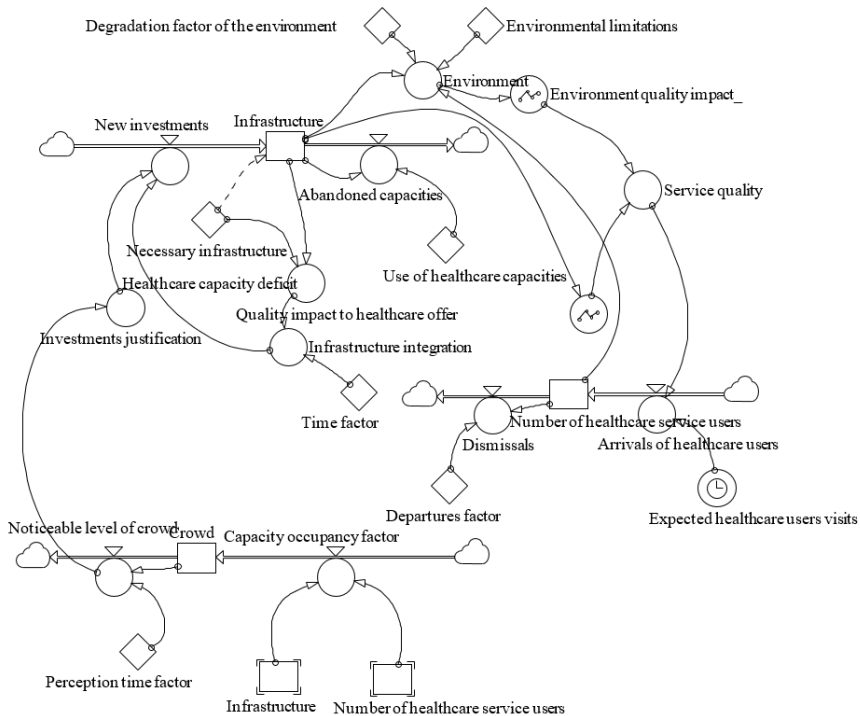 Degradation factor of the environment
Environmental limitations
Environment
Environment quality impact_
New investments
Infrastructure
Abandoned capacities
Service quality
Necessary infrastructure
Use of healthcare capacities
Healthcare capacity deficit
Quality impact to healthcare offer
Investments justification
Infrastructure integration
Time factor
Number of healthcare service users
Dismissals
Arrivals of healthcare users
Departures factor
Expected healthcare users visits
Noticeable level of crowd
Crowd
Capacity occupancy factor
Perception time factor
Infrastructure
Number of healthcare service users